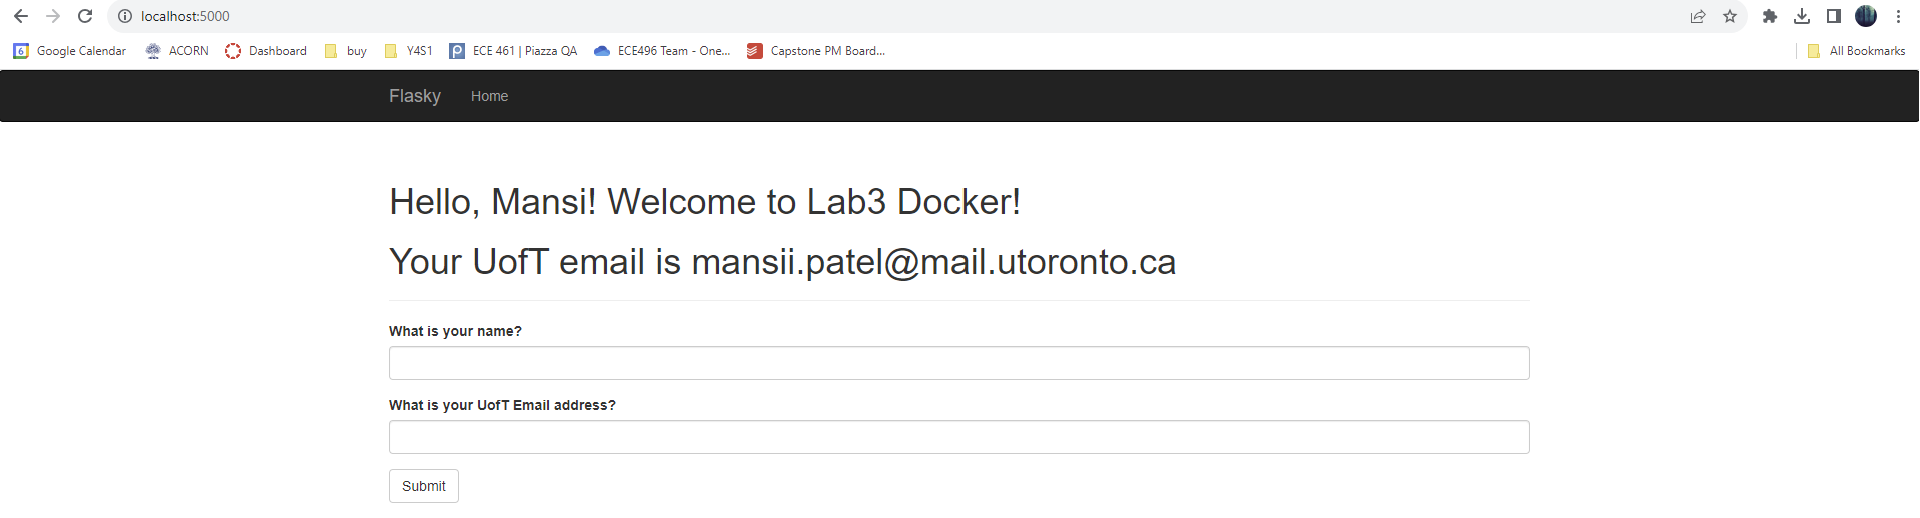 localhost:5000
6 Google Calendar ACORN Dashboard buy Y4S1 ECE 461 | Piazza QA ECE496 Team - One... Capstone PM Board... All Bookmarks
Flasky Home
Hello, Mansi! Welcome to Lab3 Docker!
Your UofT email is mansii.patel@mail.utoronto.ca
What is your name?
What is your UofT Email address?
Submit